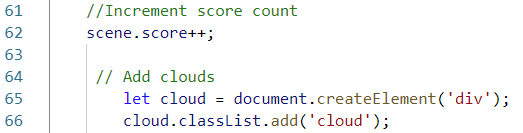 61 //Increment score count
62 scene.score++;
63
64 // Add clouds
65 let cloud = document.createElement('div');
66 cloud.classList.add('cloud');